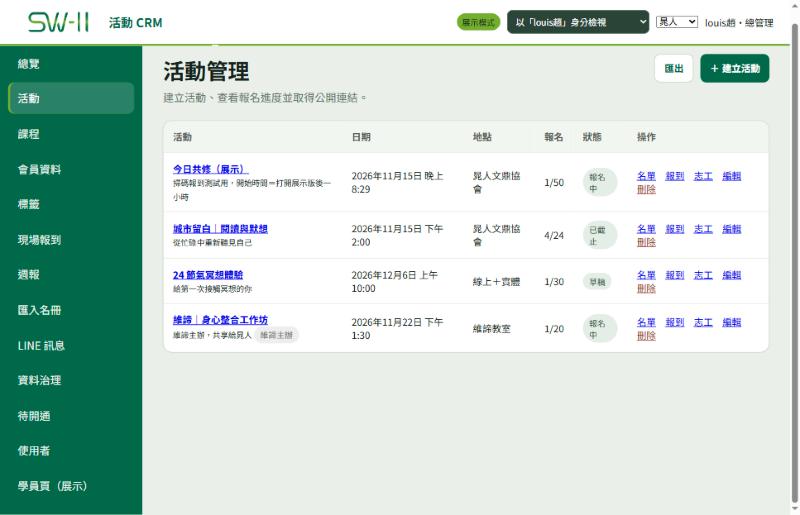 SW-II 活動 CRM
展示模式
以「louis趙」身分檢視
晁人
louis趙・總管理
總覽
活動
課程
會員資料
標籤
現場報到
週報
匯入名冊
LINE 訊息
資料治理
待開通
使用者
學員頁（展示）
活動管理
匯出
＋ 建立活動
建立活動、查看報名進度並取得公開連結。
活動 日期 地點 報名 狀態 操作
今日共修（展示）
掃碼報到測試用，開始時間＝打開展示版後一
小時
2026年11月15日 晚上
8:29
晁人文鼎協
會
1/50
報名
中
名單 報到 志工 編輯
刪除
城市留白｜閱讀與默想
從忙碌中重新聽見自己
2026年11月15日 下午
2:00
晁人文鼎協
會
4/24
已截
止
名單 報到 志工 編輯
刪除
24 節氣冥想體驗
給第一次接觸冥想的你
2026年12月6日 上午
10:00
線上＋實體
1/30
草稿
名單 報到 志工 編輯
刪除
維諦｜身心整合工作坊
維諦主辦，共享給晁人 維諦主辦
2026年11月22日 下午
1:30
維諦教室
1/20
報名
中
名單 報到 志工 編輯
刪除